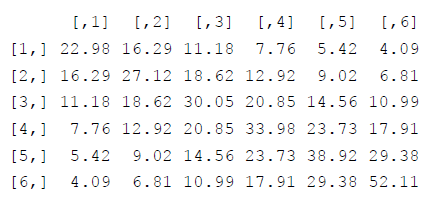 [,1] [,2] [,3] [,4] [,5] [,6]
[1,] 22.98 16.29 11.18 7.76 5.42 4.09
[2,] 16.29 27.12 18.62 12.92 9.02 6.81
[3,] 11.18 18.62 30.05 20.85 14.56 10.99
[4,] 7.76 12.92 20.85 33.98 23.73 17.91
[5,] 5.42 9.02 14.56 23.73 38.92 29.38
[6,] 4.09 6.81 10.99 17.91 29.38 52.11